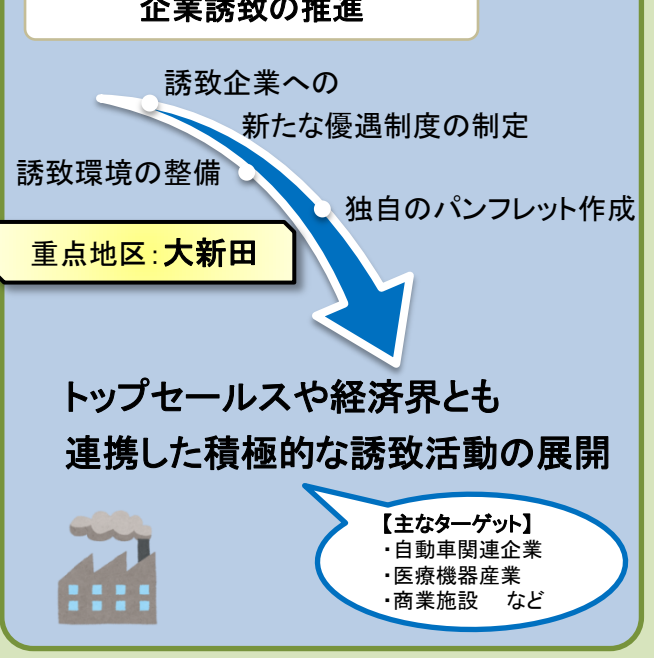 企業誘致の推進
誘致企業への
新たな優遇制度の制定
誘致環境の整備
独自のパンフレット作成
重点地区:大新田
トップセールスや経済界とも
連携した積極的な誘致活動の展開
【主なターゲット】
・自動車関連企業
・医療機器産業
・商業施設　など